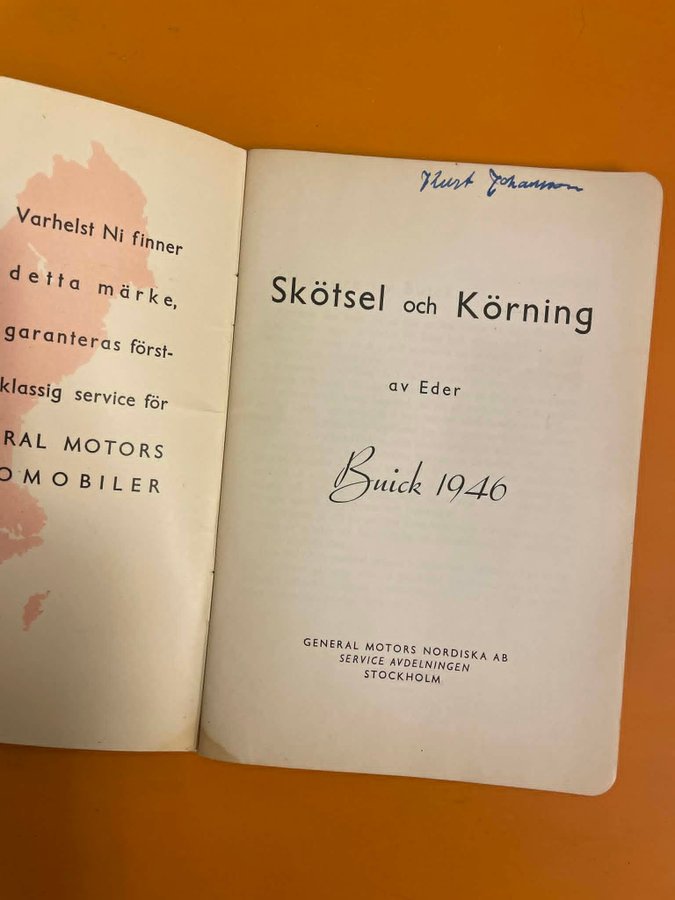 Varhelst Ni finner
detta märke,
garanteras först-
klassig service för
RAL MOTORS
OMOBILER
Kurt Johansson
Skötsel och Körning
av Eder
Buick 1946
GENERAL MOTORS NORDISKA AB
SERVICE AVDELNINGEN
STOCKHOLM